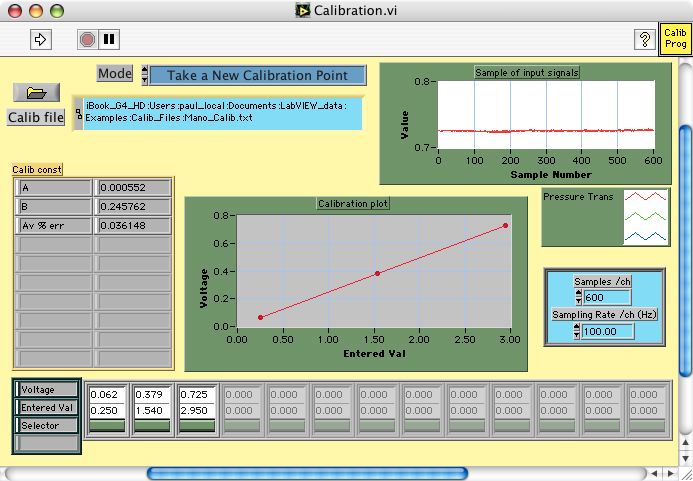 Calibration.vi
?
Calib
Prog
Mode
Take a New Calibration Point
Calib file
iBook_G4_HD:Users:paul_local:Documents:LabVIEW_data:
Examples:Calib_Files:Mano_Calib.txt
Sample of input signals
0.8
0.7
Value
0 100 200 300 400 500 600
Sample Number
Calib const
A 0.000552
B 0.245762
Av % err 0.036148
Calibration plot
0.8
0.6
0.4
0.2
0.0
Voltage
0.00 0.50 1.00 1.50 2.00 2.50 3.00
Entered Val
Pressure Trans
Samples /ch
600
Sampling Rate /ch (Hz)
100.00
Voltage 0.062 0.379 0.725 0.000 0.000 0.000 0.000 0.000 0.000 0.000 0.000 0.000 0.000
Entered Val 0.250 1.540 2.950 0.000 0.000 0.000 0.000 0.000 0.000 0.000 0.000 0.000 0.000
Selector